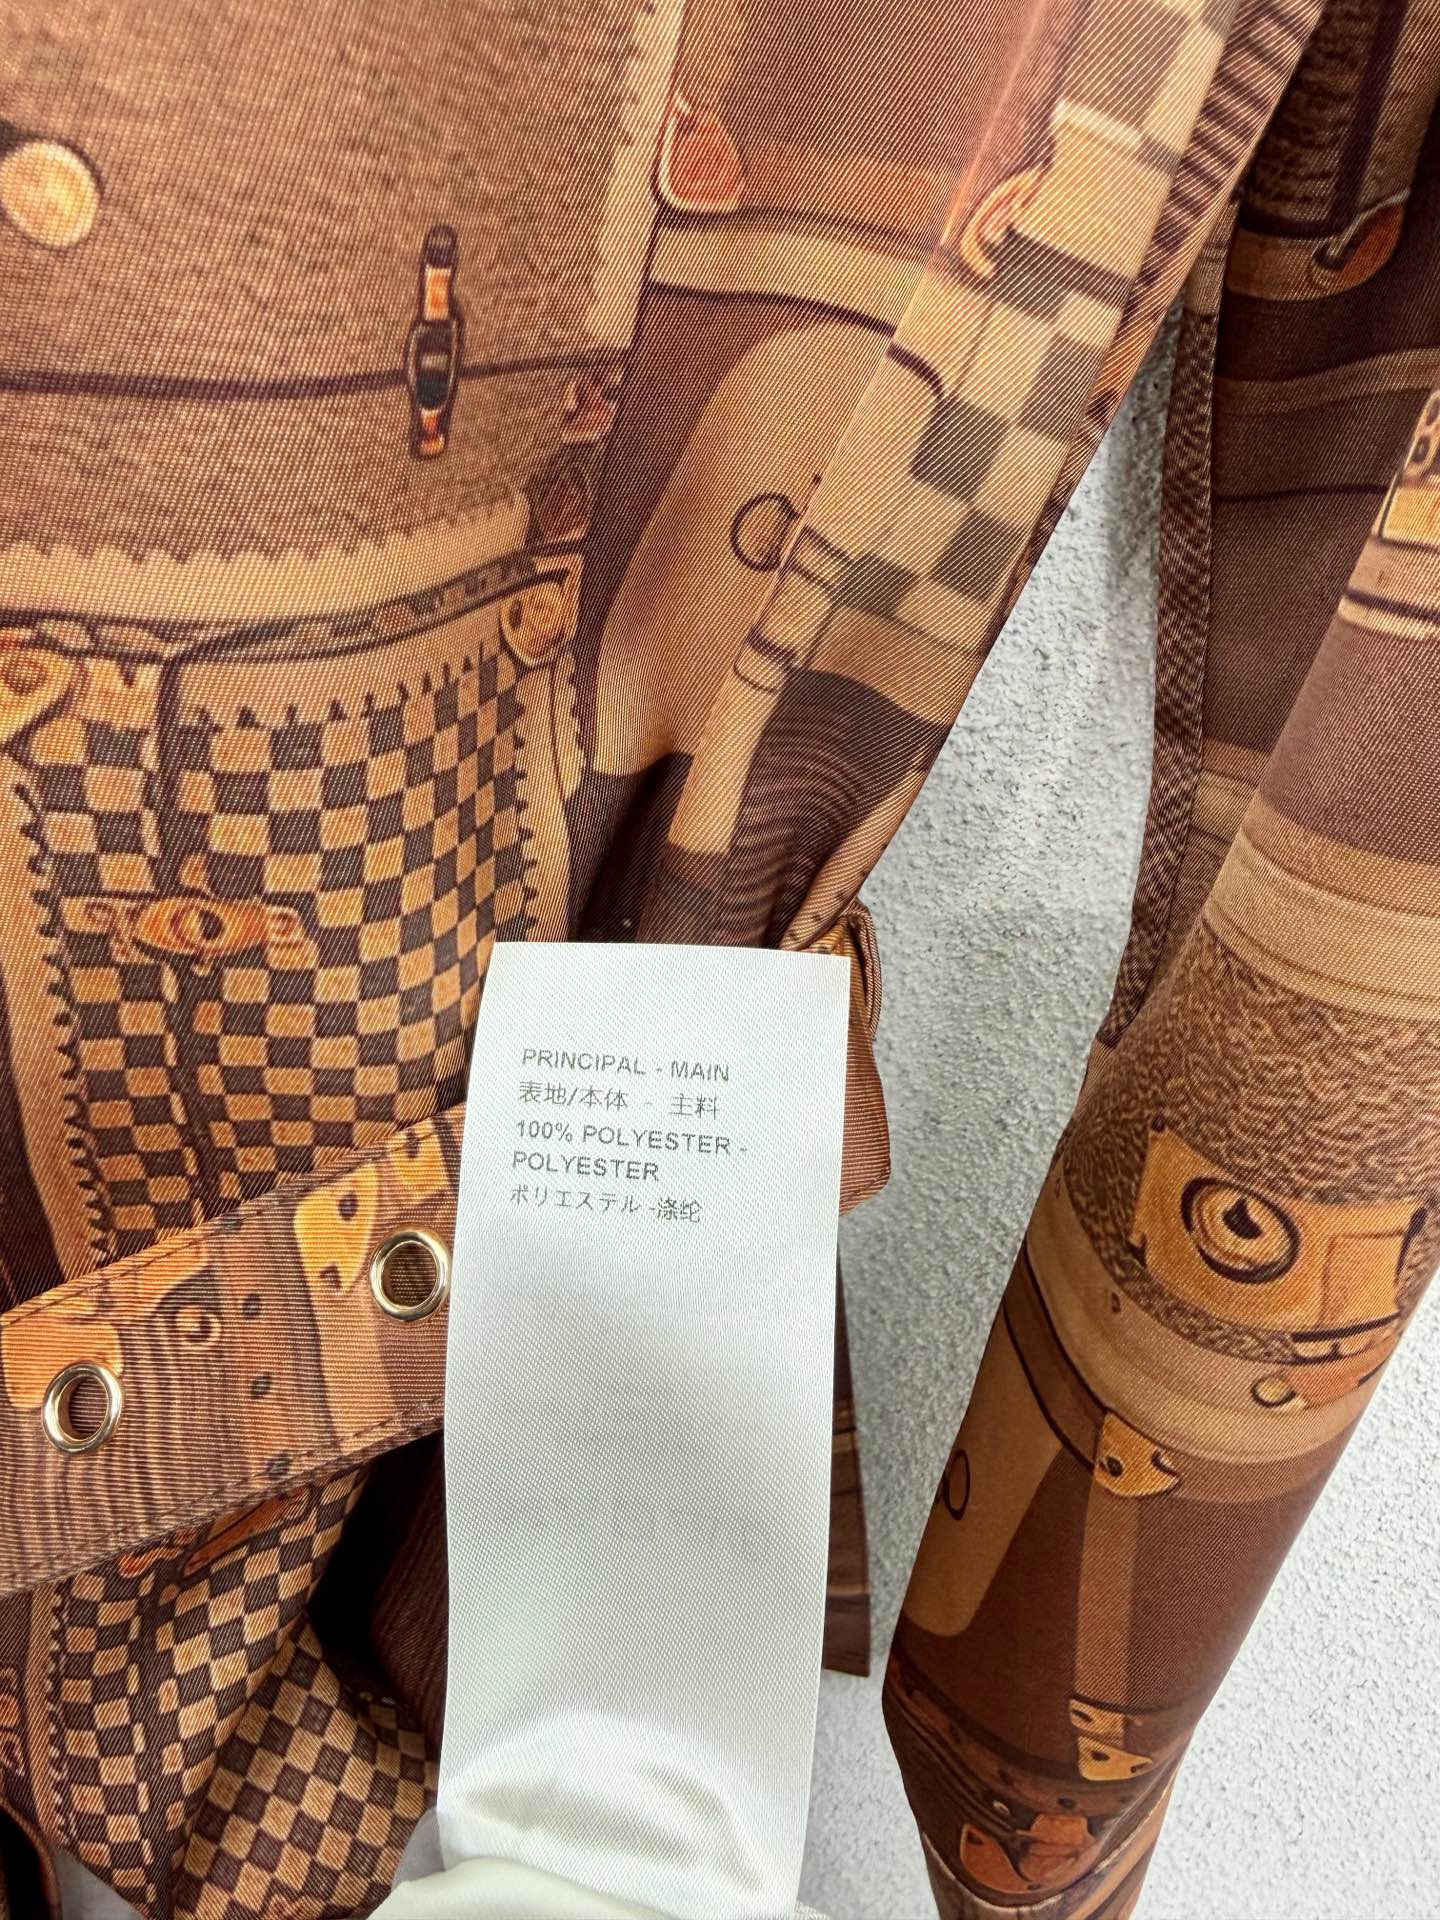 PRINCIPAL - MAIN
表地/本体 - 主料
100% POLYESTER -
POLYESTER
ポリエステル -涤纶